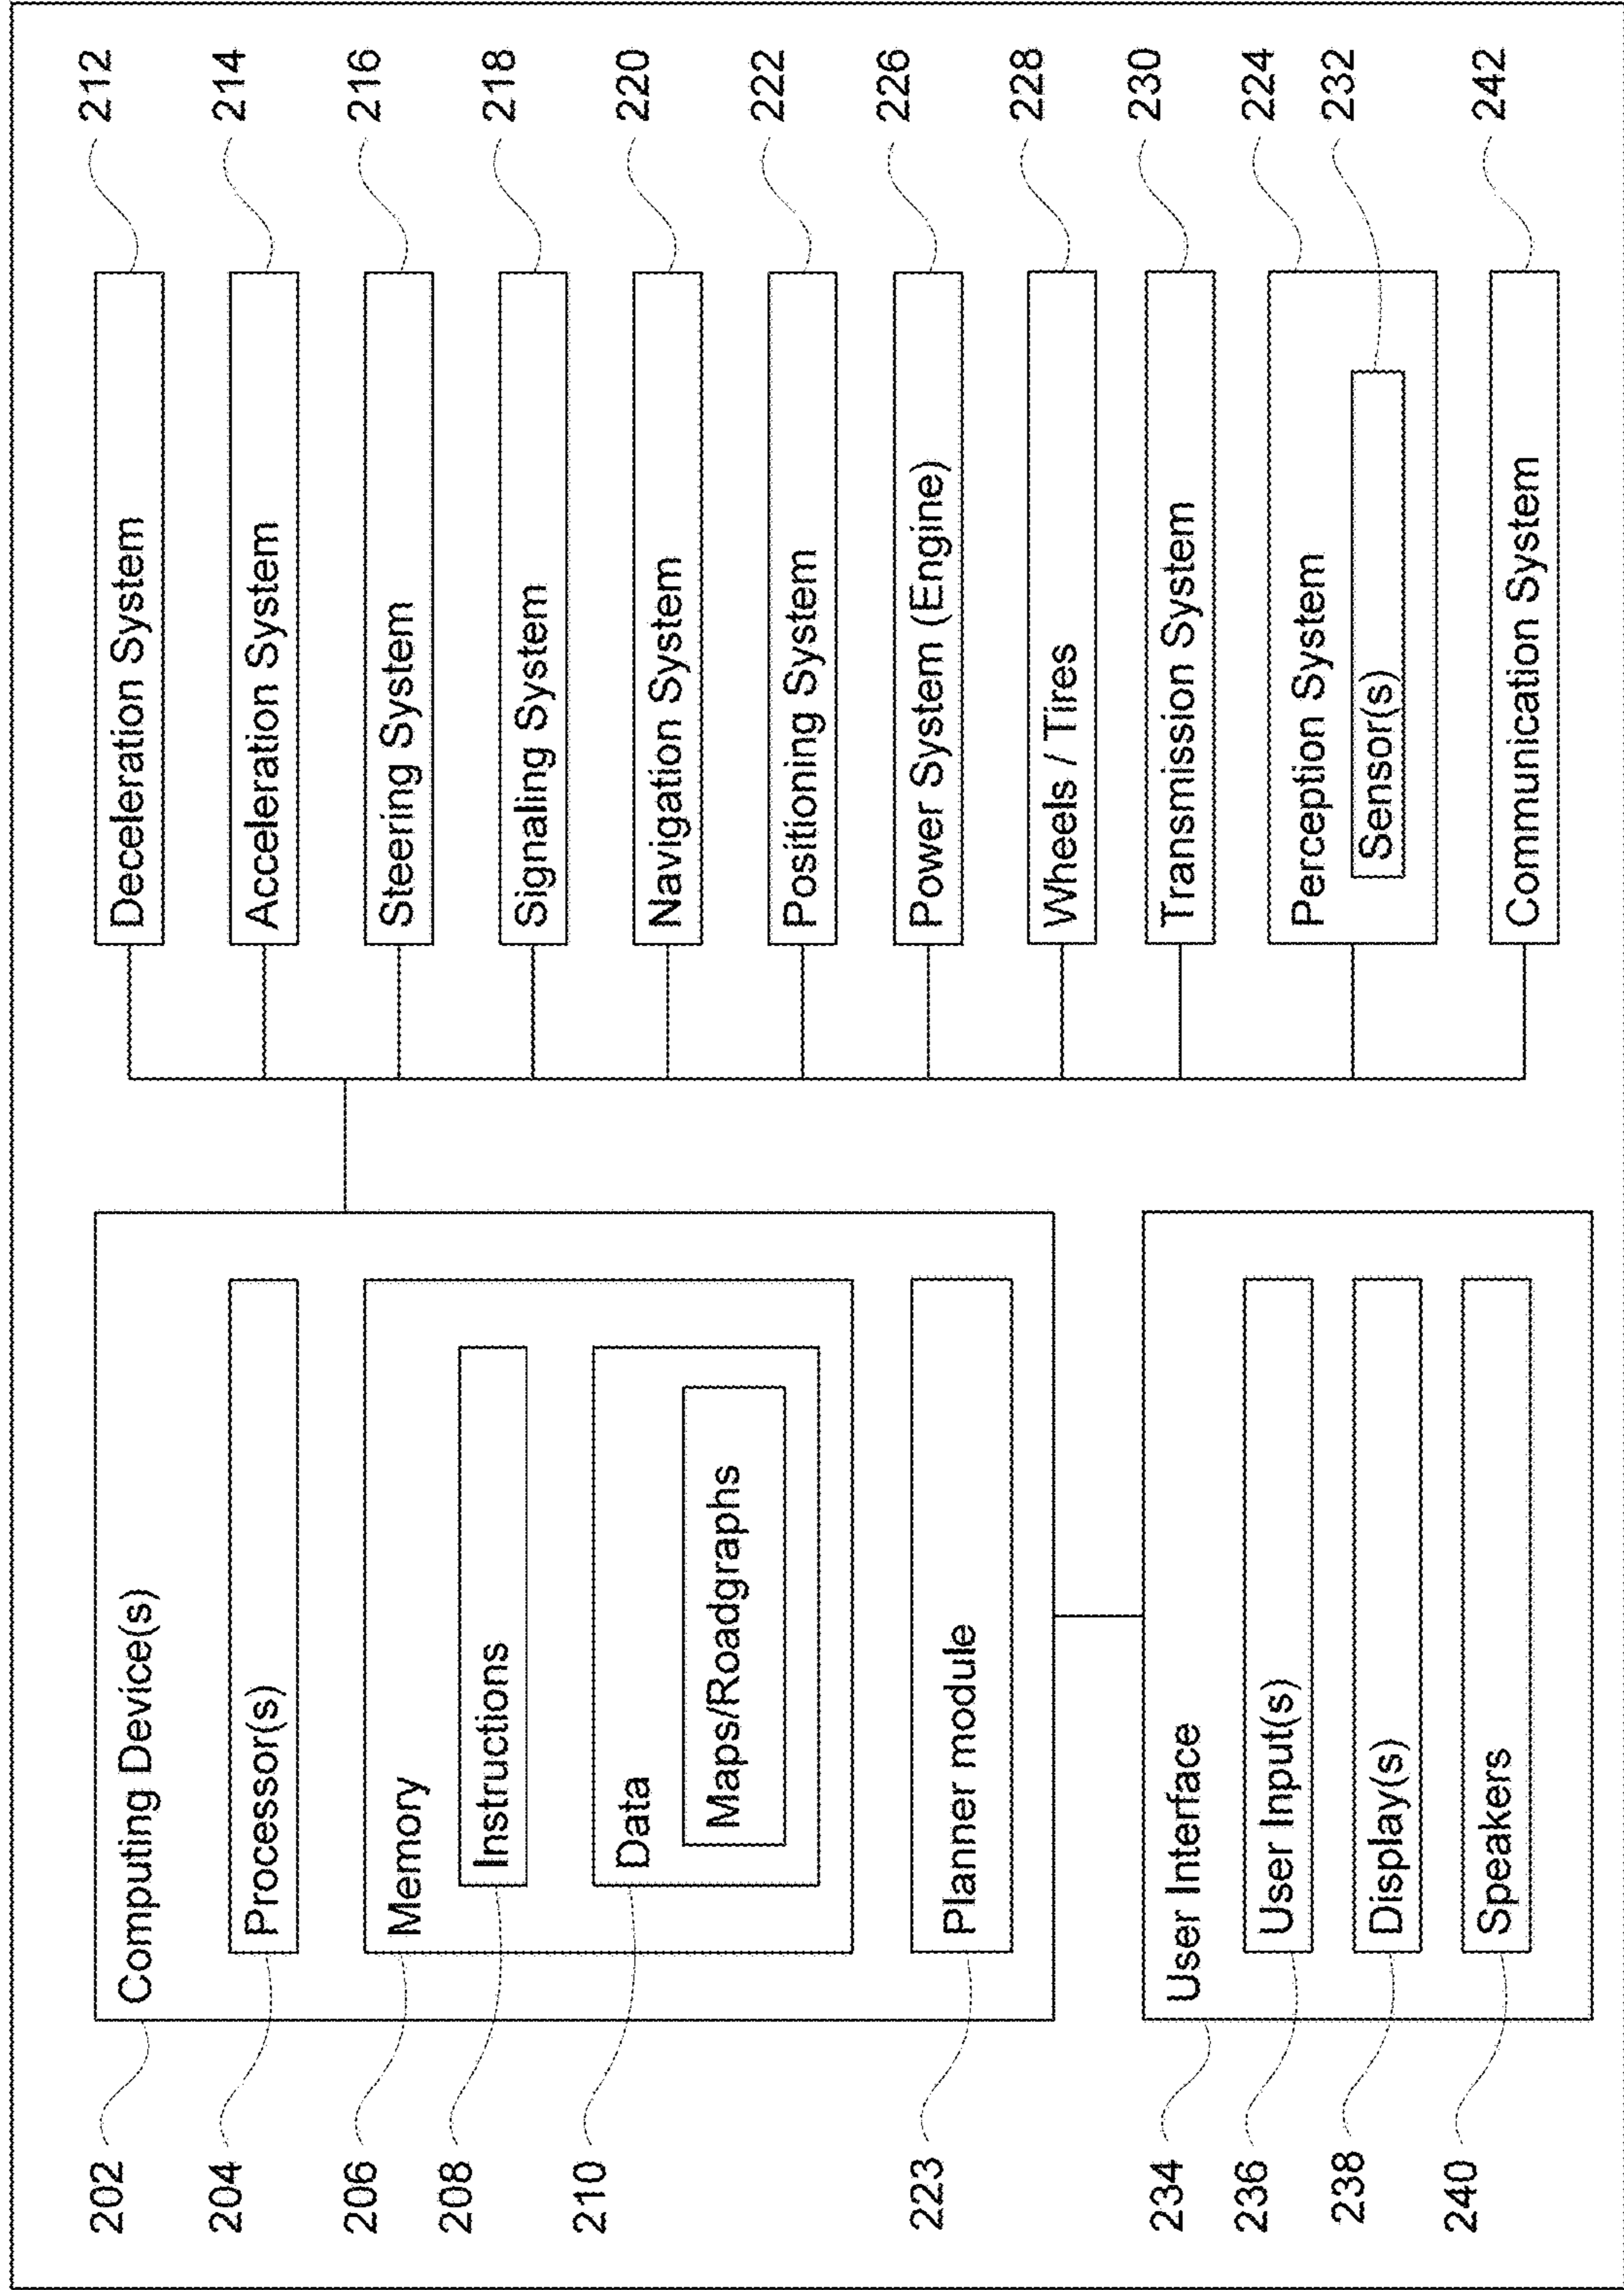 202
Computing Device(s)
204
Processor(s)
206
Memory
208
Instructions
210
Data
Maps/Roadgraphs
223
Planner module
234
User Interface
236
User Input(s)
238
Display(s)
240
Speakers
Deceleration System
212
Acceleration System
214
Steering System
216
Signaling System
218
Navigation System
220
Positioning System
222
Power System (Engine)
226
Wheels / Tires
228
Transmission System
230
Perception System
224
Sensor(s)
232
Communication System
242